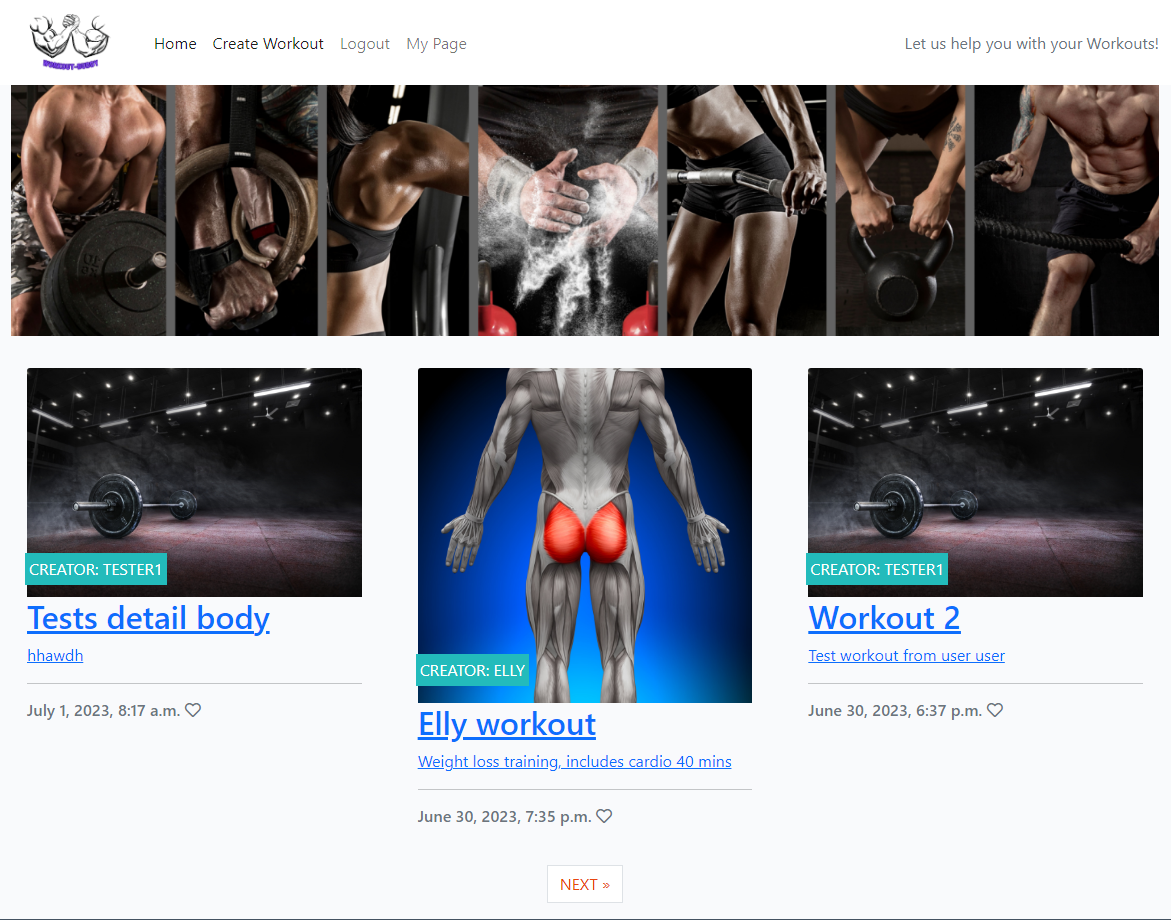 Home Create Workout Logout My Page Let us help you with your Workouts!
CREATOR: TESTER1
Tests detail body
hhawdh
July 1, 2023, 8:17 a.m.
CREATOR: ELLY
Elly workout
Weight loss training, includes cardio 40 mins
June 30, 2023, 7:35 p.m.
CREATOR: TESTER1
Workout 2
Test workout from user user
June 30, 2023, 6:37 p.m.
NEXT »